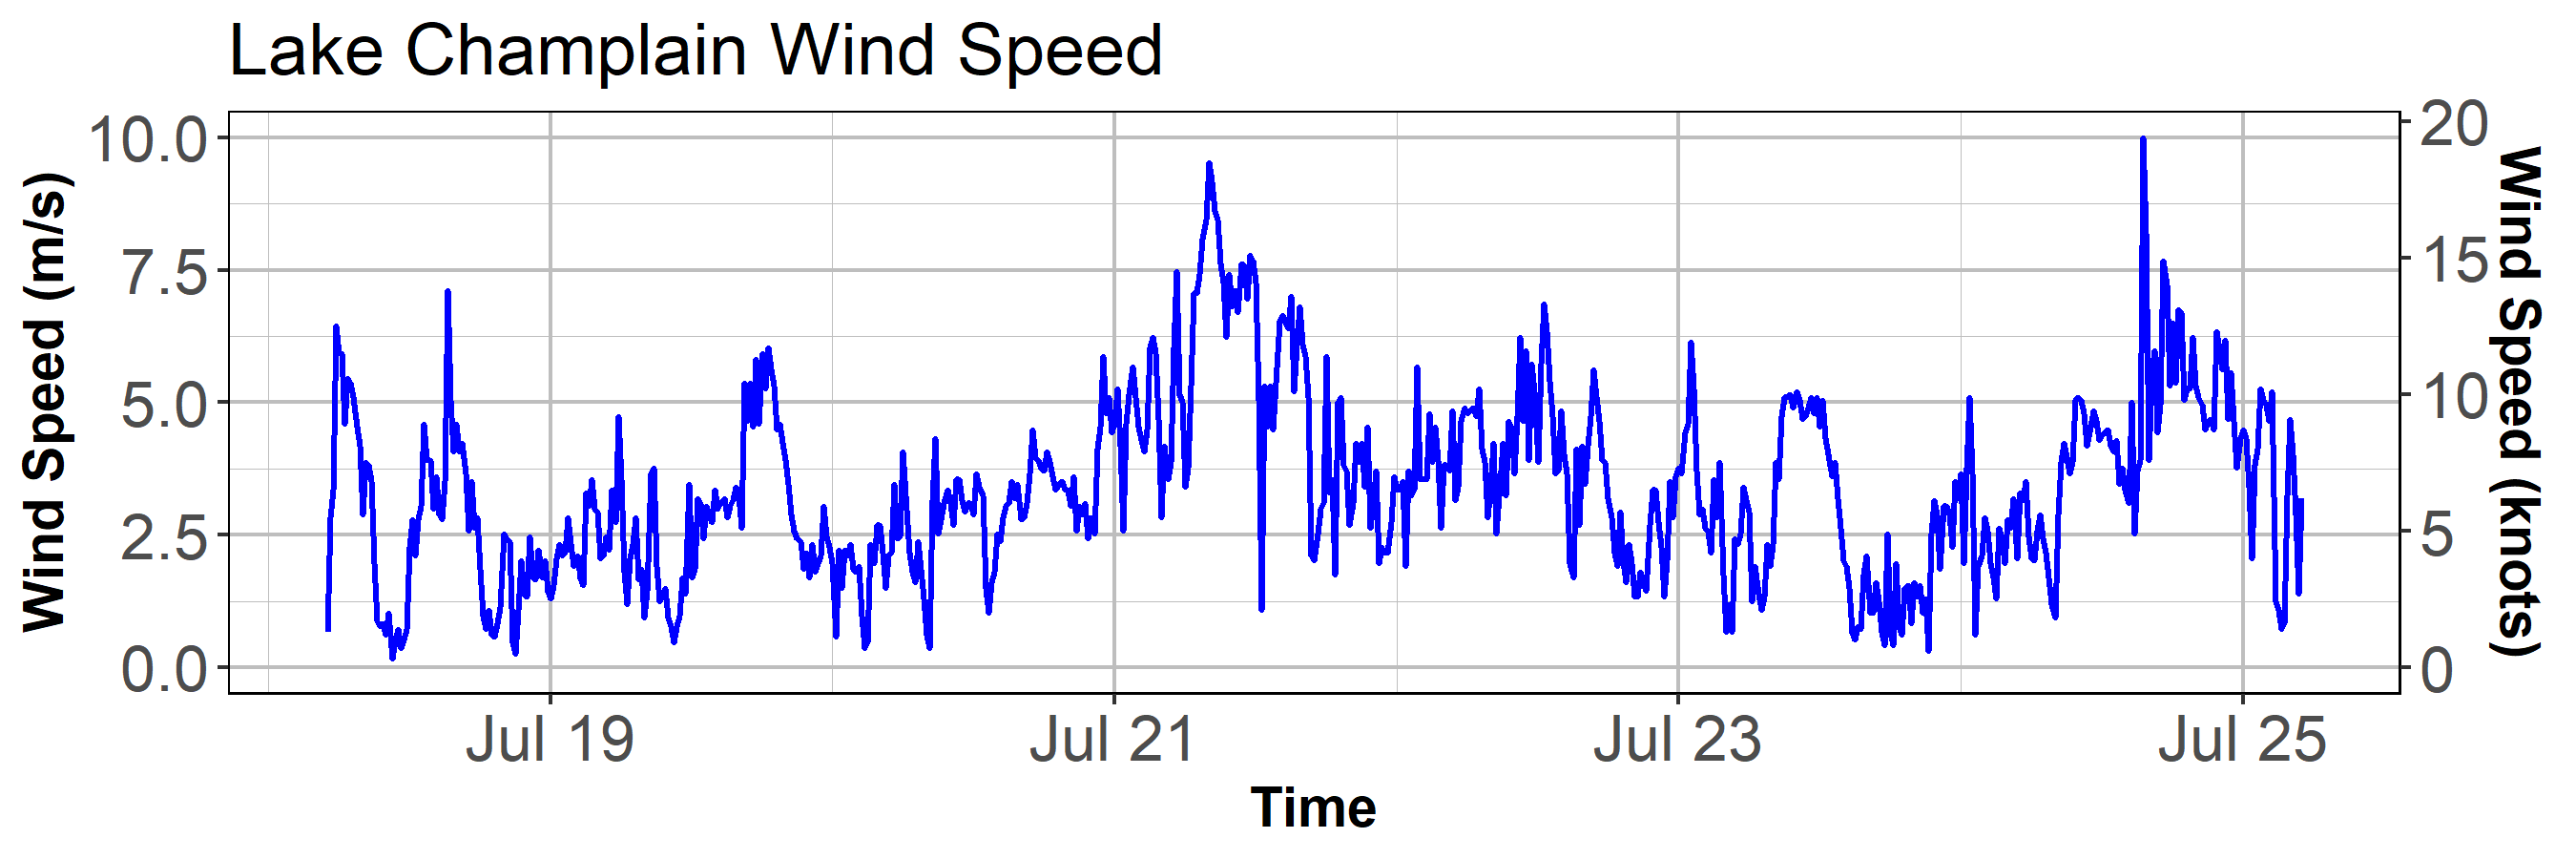 Lake Champlain Wind Speed
10.0
7.5
5.0
2.5
0.0
Wind Speed (m/s)
20
15
10
5
0
Wind Speed (knots)
Jul 19
Jul 21
Jul 23
Jul 25
Time